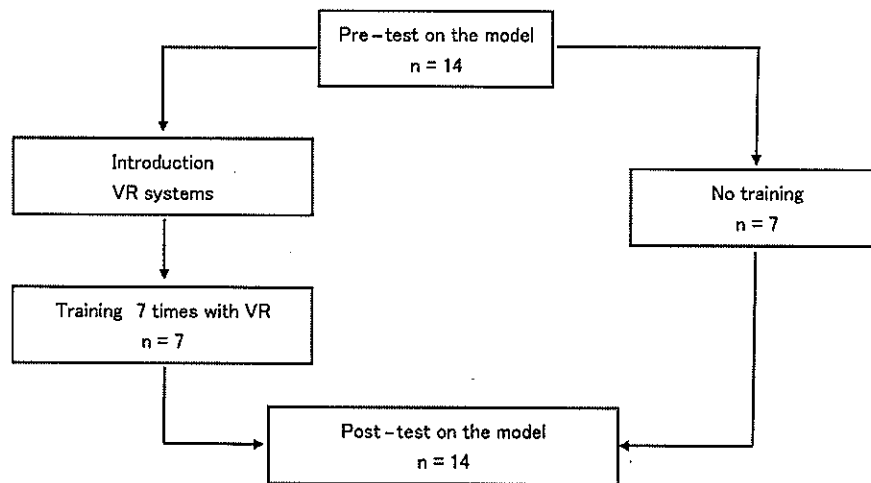 Pre-test on the model
n = 14
Introduction
VR systems
No training
n = 7
Training 7 times with VR
n = 7
Post-test on the model
n = 14